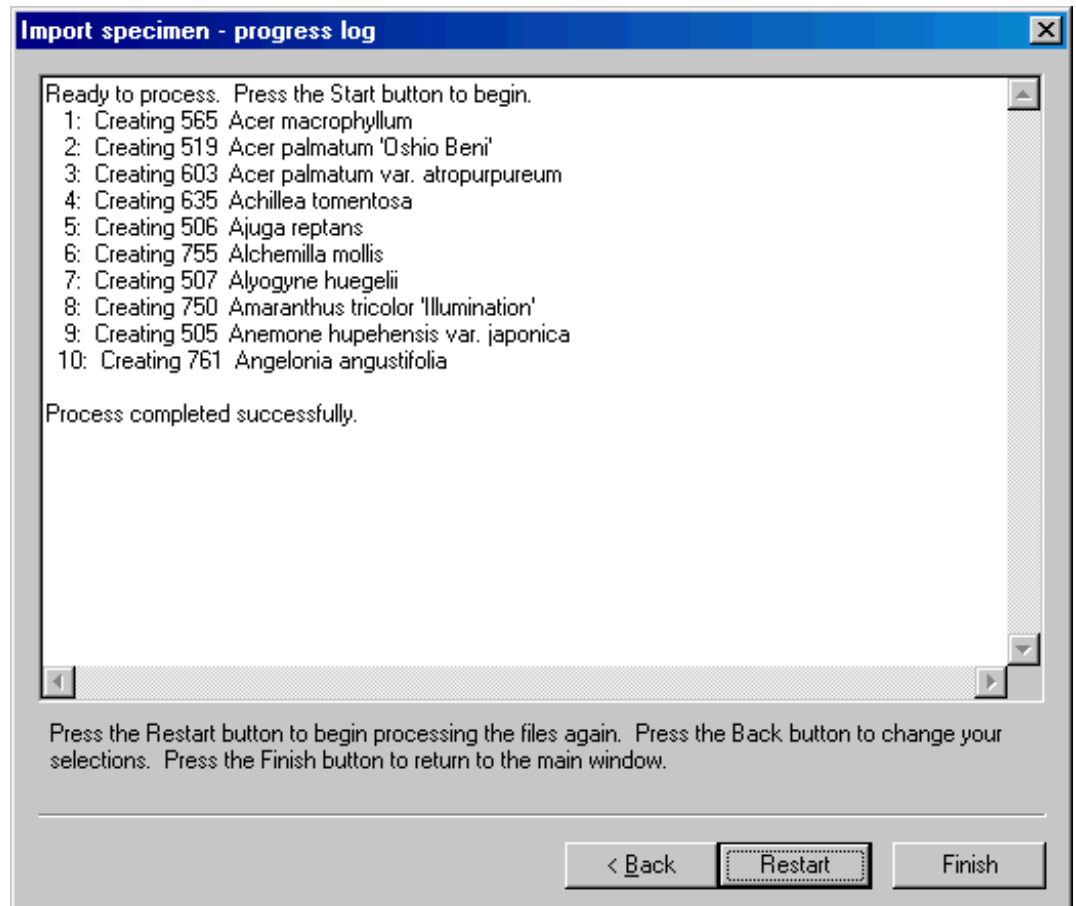 Import specimen - progress log
Ready to process.  Press the Start button to begin.
1:  Creating 565  Acer macrophyllum
2:  Creating 519  Acer palmatum 'Oshio Beni'
3:  Creating 603  Acer palmatum var. atropurpureum
4:  Creating 635  Achillea tomentosa
5:  Creating 506  Ajuga reptans
6:  Creating 755  Alchemilla mollis
7:  Creating 507  Alyogyne huegelii
8:  Creating 750  Amaranthus tricolor 'Illumination'
9:  Creating 505  Anemone hupehensis var. japonica
10:  Creating 761  Angelonia angustifolia
Process completed successfully.
Press the Restart button to begin processing the files again.  Press the Back button to change your
selections.  Press the Finish button to return to the main window.
< Back Restart Finish